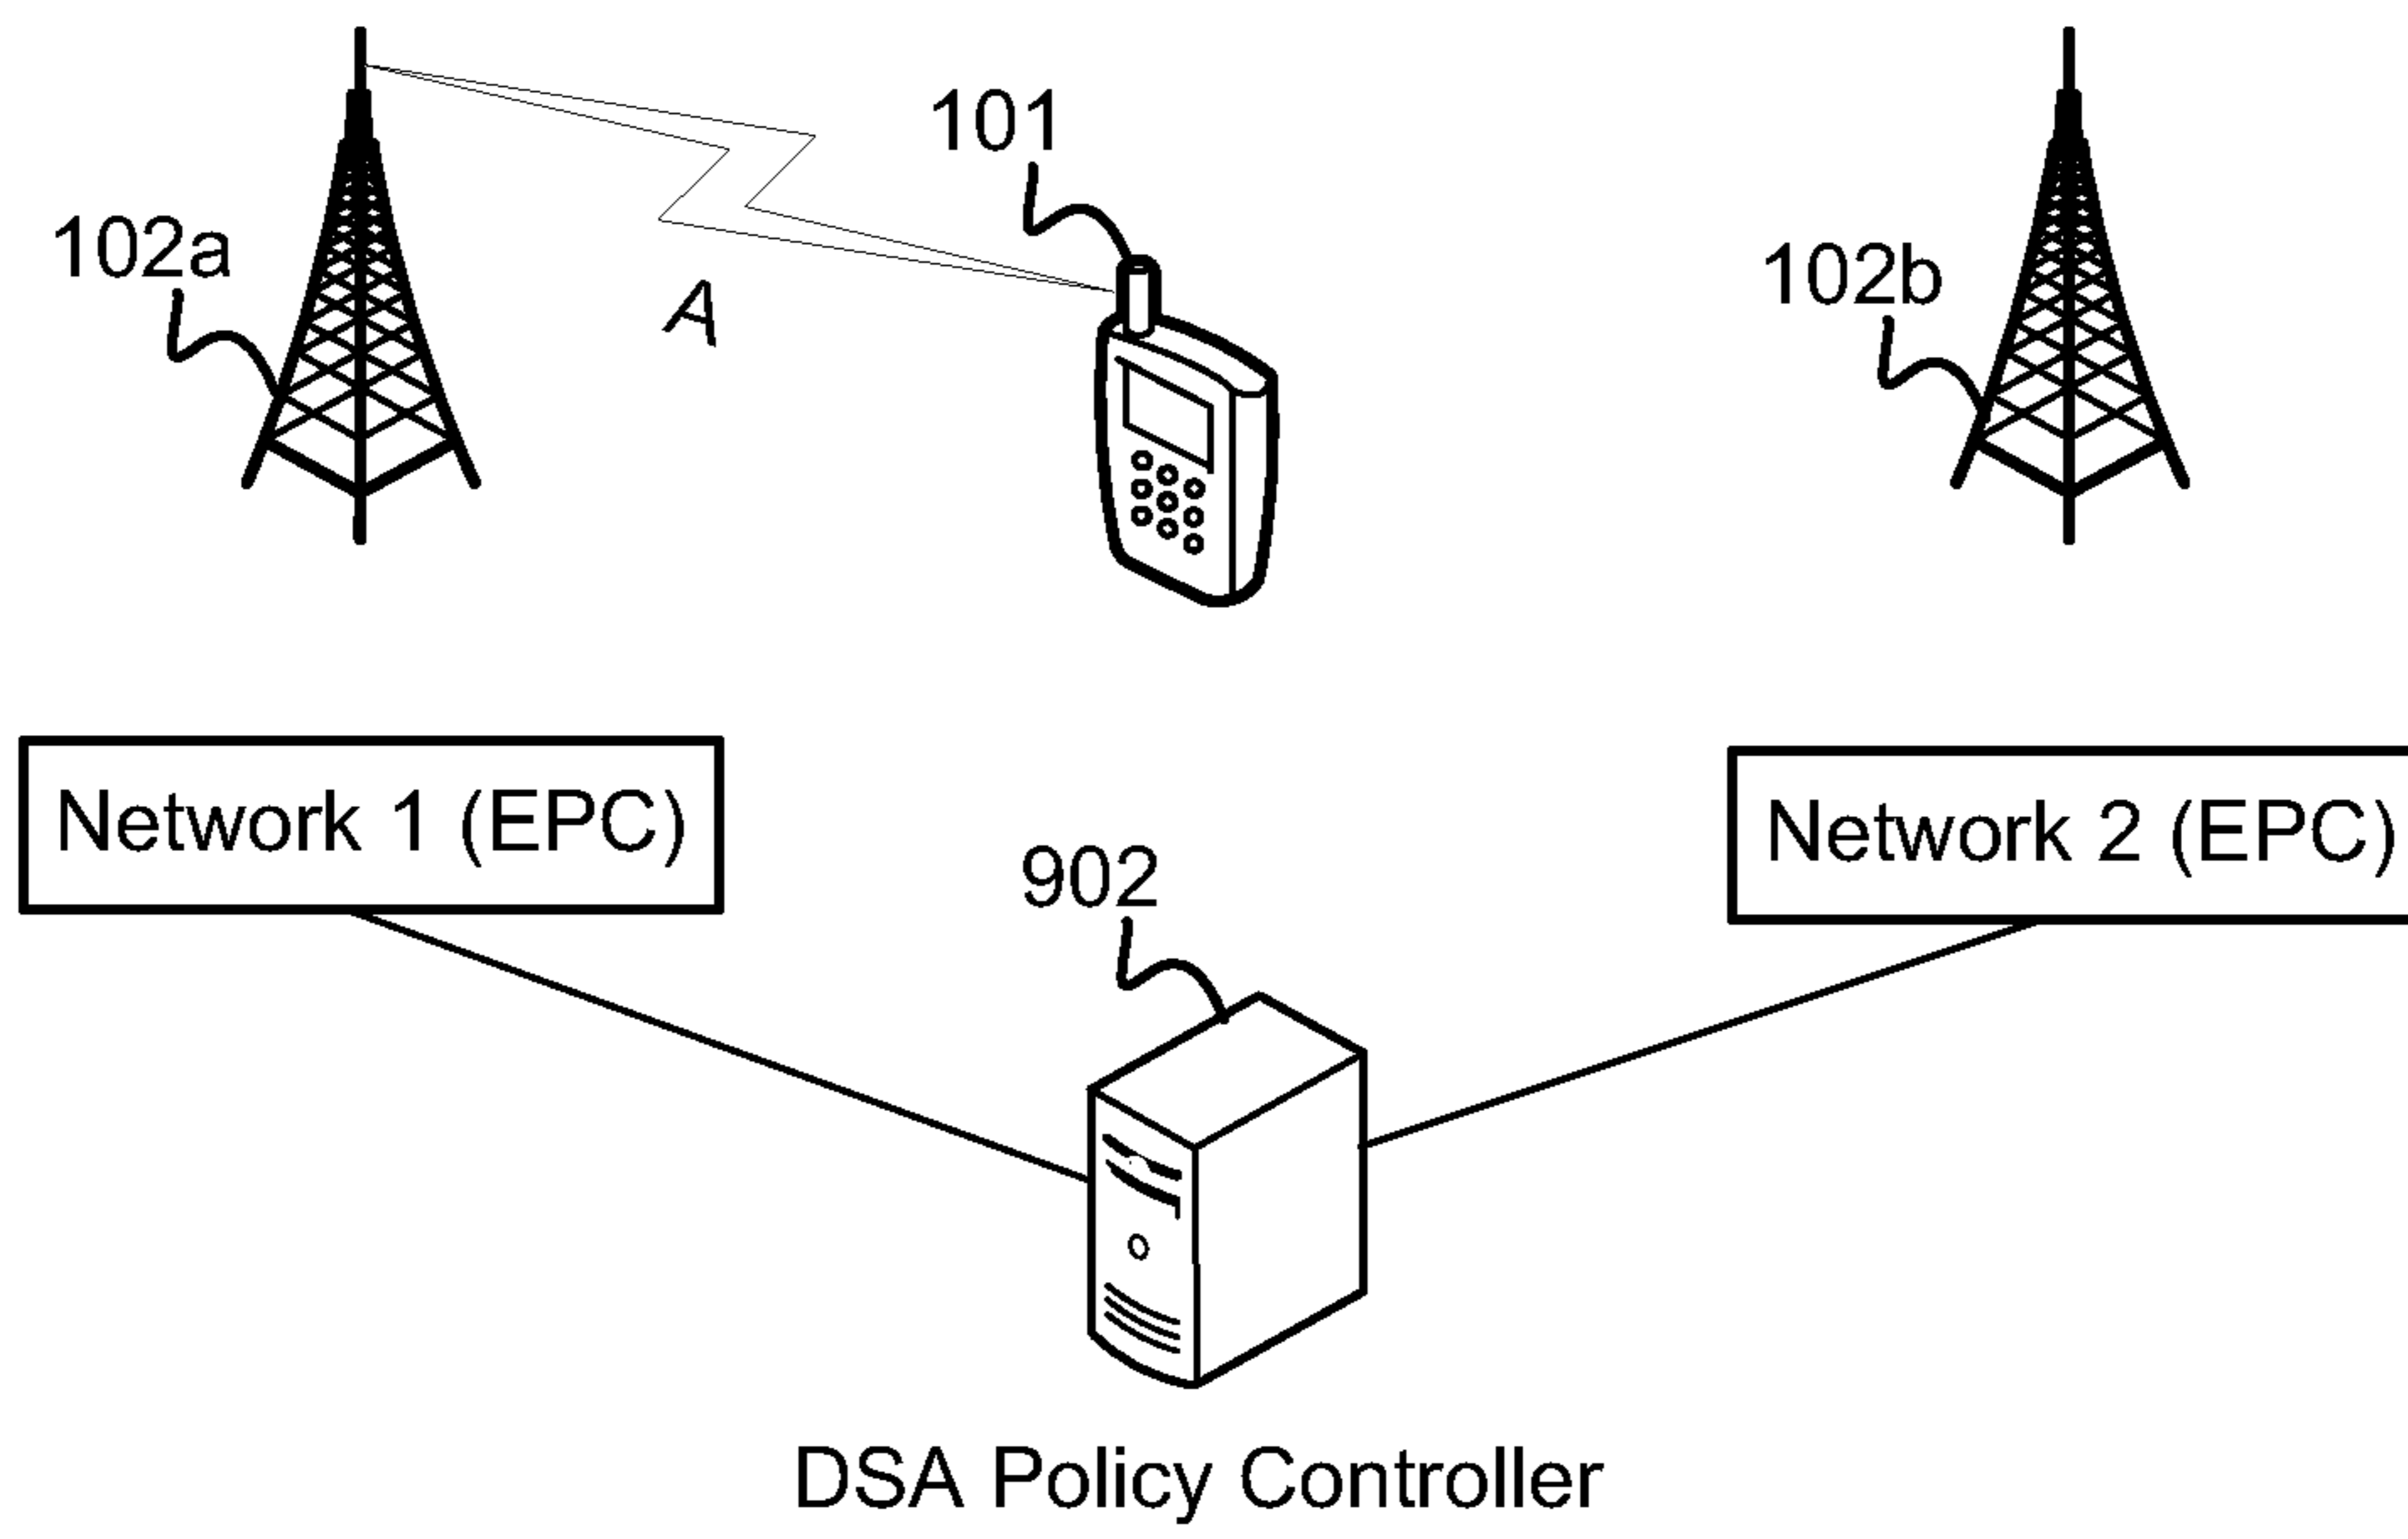 101
102a
102b
A
Network 1 (EPC)
Network 2 (EPC)
902
DSA Policy Controller